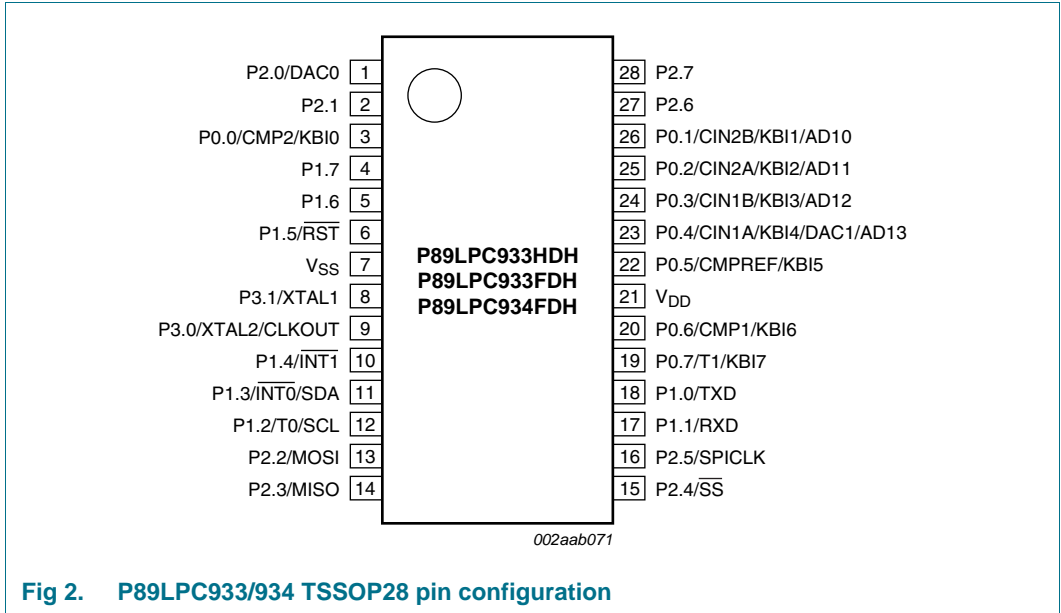 P2.0/DAC0 1
P2.1 2
P0.0/CMP2/KBI0 3
P1.7 4
P1.6 5
P1.5/R̅S̅T̅ 6
VSS 7
P3.1/XTAL1 8
P3.0/XTAL2/CLKOUT 9
P1.4/I̅N̅T̅1̅ 10
P1.3/I̅N̅T̅0̅/SDA 11
P1.2/T0/SCL 12
P2.2/MOSI 13
P2.3/MISO 14
P89LPC933HDH
P89LPC933FDH
P89LPC934FDH
28 P2.7
27 P2.6
26 P0.1/CIN2B/KBI1/AD10
25 P0.2/CIN2A/KBI2/AD11
24 P0.3/CIN1B/KBI3/AD12
23 P0.4/CIN1A/KBI4/DAC1/AD13
22 P0.5/CMPREF/KBI5
21 VDD
20 P0.6/CMP1/KBI6
19 P0.7/T1/KBI7
18 P1.0/TXD
17 P1.1/RXD
16 P2.5/SPICLK
15 P2.4/S̅S̅
002aab071
Fig 2. P89LPC933/934 TSSOP28 pin configuration